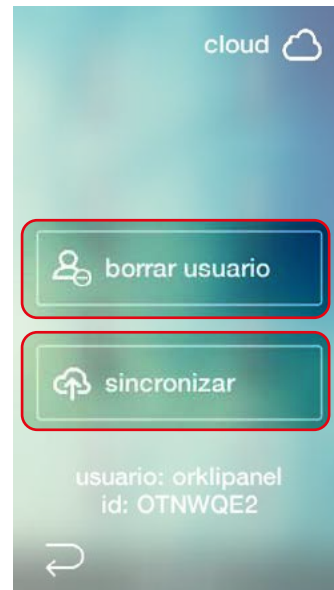 cloud
borrar usuario
sincronizar
usuario: orklipanel
id: OTNWQE2